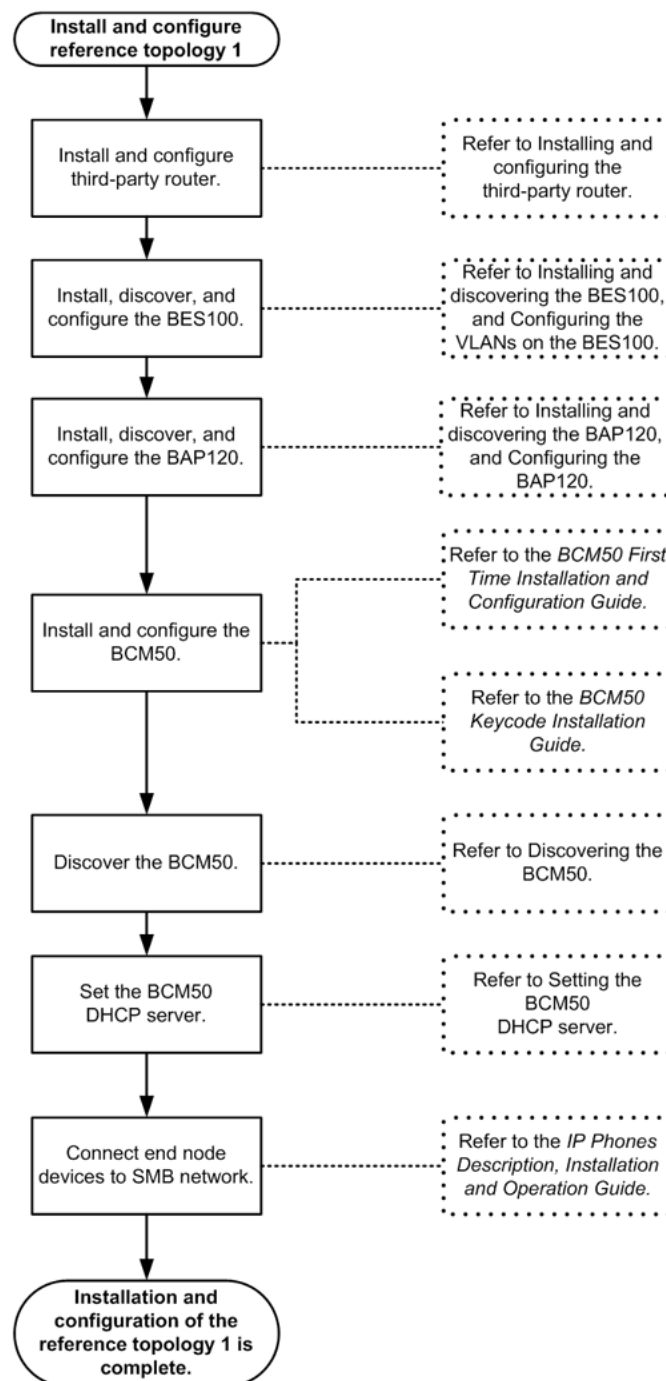 Install and configure
reference topology 1
Install and configure
third-party router.
Refer to Installing and
configuring the
third-party router.
Install, discover, and
configure the BES100.
Refer to Installing and
discovering the BES100,
and Configuring the
VLANs on the BES100.
Install, discover, and
configure the BAP120.
Refer to Installing and
discovering the BAP120,
and Configuring the
BAP120.
Install and configure the
BCM50.
Refer to the BCM50 First
Time Installation and
Configuration Guide.
Refer to the BCM50
Keycode Installation
Guide.
Discover the BCM50.
Refer to Discovering the
BCM50.
Set the BCM50
DHCP server.
Refer to Setting the
BCM50
DHCP server.
Connect end node
devices to SMB network.
Refer to the IP Phones
Description, Installation
and Operation Guide.
Installation and
configuration of the
reference topology 1 is
complete.